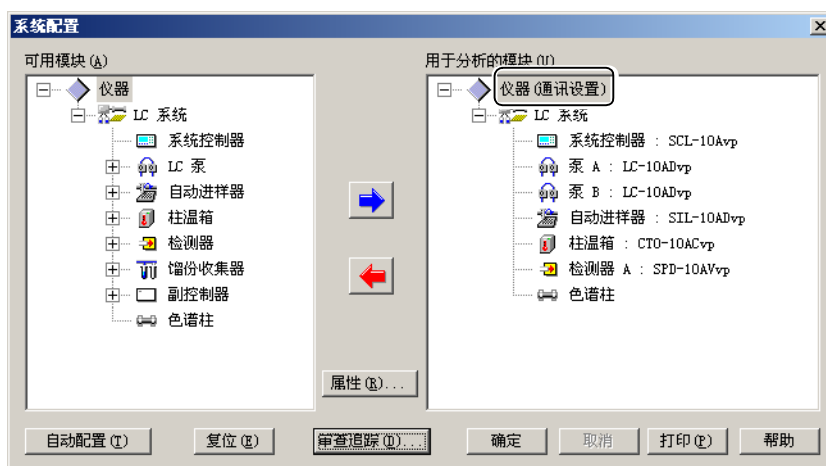 系统配置
可用模块(A)
仪器
LC 系统
系统控制器
LC 泵
自动进样器
柱温箱
检测器
馏份收集器
副控制器
色谱柱
属性(R)...
用于分析的模块(U)
仪器(通讯设置)
LC 系统
系统控制器 : SCL-10Avp
泵 A : LC-10ADvp
泵 B : LC-10ADvp
自动进样器 : SIL-10ADvp
柱温箱 : CTO-10ACvp
检测器 A : SPD-10AVvp
色谱柱
自动配置(T)
复位(E)
审查追踪(D)...
确定
取消
打印(P)
帮助